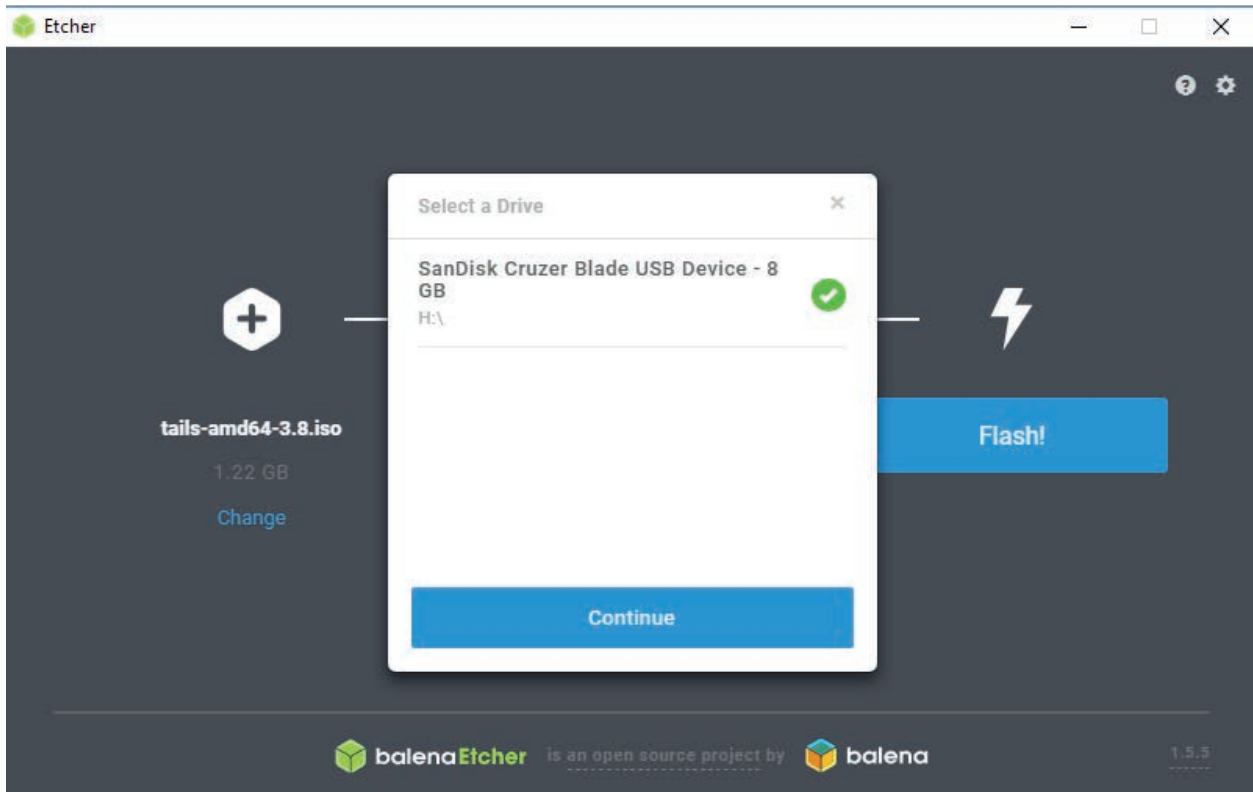 Etcher
Select a Drive
SanDisk Cruzer Blade USB Device - 8
GB
H:\
tails-amd64-3.8.iso
1.22 GB
Change
Flash!
Continue
balenaEtcher is an open source project by balena
1.5.5